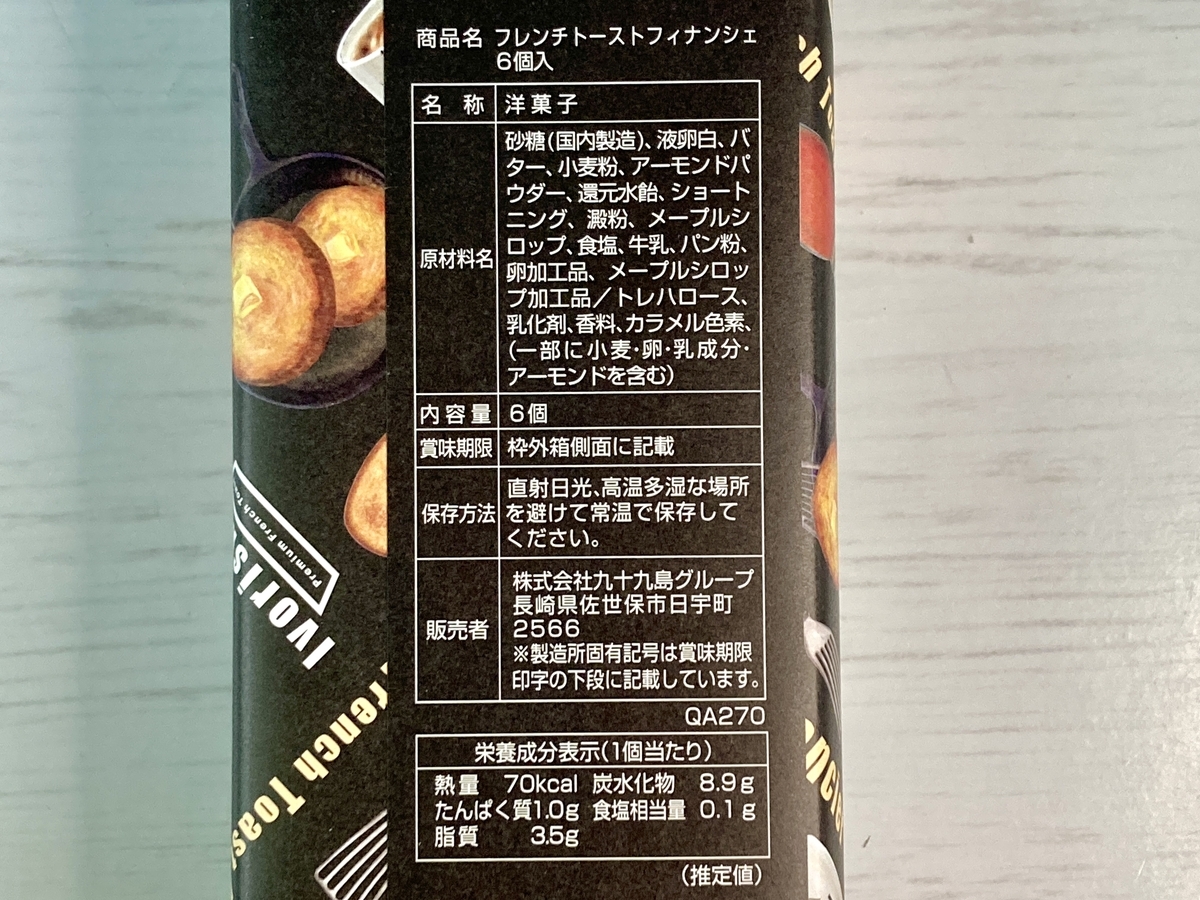 商品名 フレンチトーストフィナンシェ
6個入
名称 洋菓子
原材料名
砂糖(国内製造)、液卵白、バ
ター、小麦粉、アーモンドパ
ウダー、還元水飴、ショート
ニング、澱粉、メープルシ
ロップ、食塩、牛乳、パン粉、
卵加工品、メープルシロッ
プ加工品／トレハロース、
乳化剤、香料、カラメル色素、
(一部に小麦・卵・乳成分・
アーモンドを含む)
内容量 6個
賞味期限 枠外箱側面に記載
保存方法
直射日光、高温多湿な場所
を避けて常温で保存して
ください。
販売者
株式会社九十九島グループ
長崎県佐世保市日宇町
2566
※製造所固有記号は賞味期限
印字の下段に記載しています。
QA270
栄養成分表示(1個当たり)
熱量 70kcal 炭水化物 8.9g
たんぱく質1.0g 食塩相当量 0.1g
脂質 3.5g
(推定値)
Ivoris
Premium French Toa
French Toas